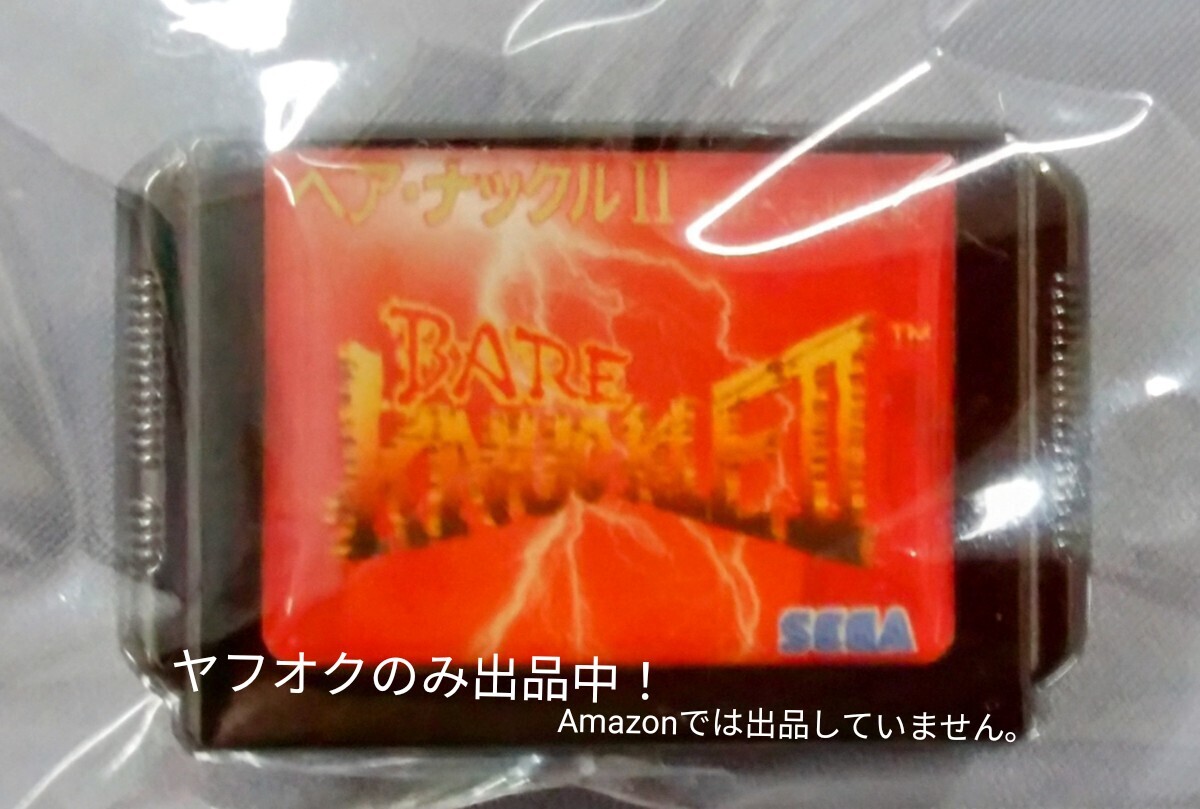 ベア・ナックルII
BARE
KNUCKLE II
™
SEGA
ヤフオクのみ出品中！
Amazonでは出品していません。